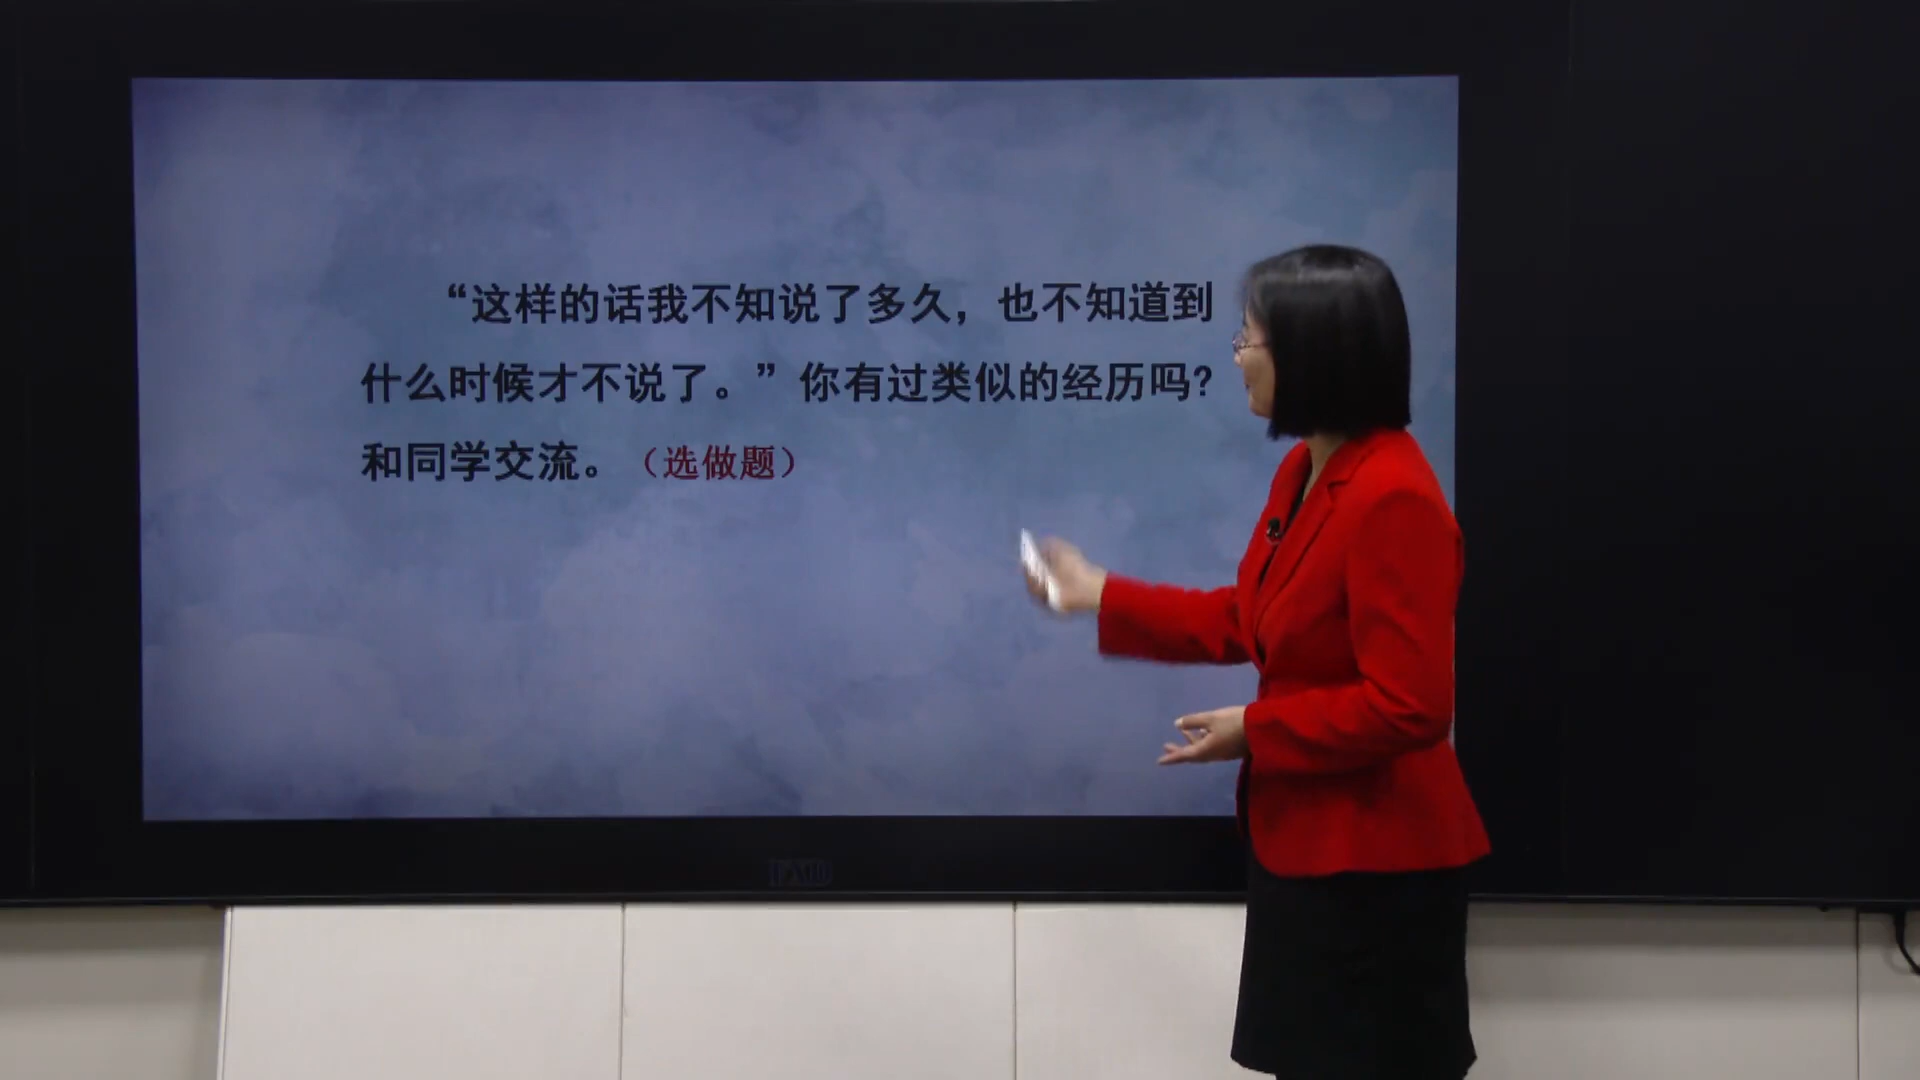 “这样的话我不知说了多久，也不知道到
什么时候才不说了。”你有过类似的经历吗？
和同学交流。（选做题）